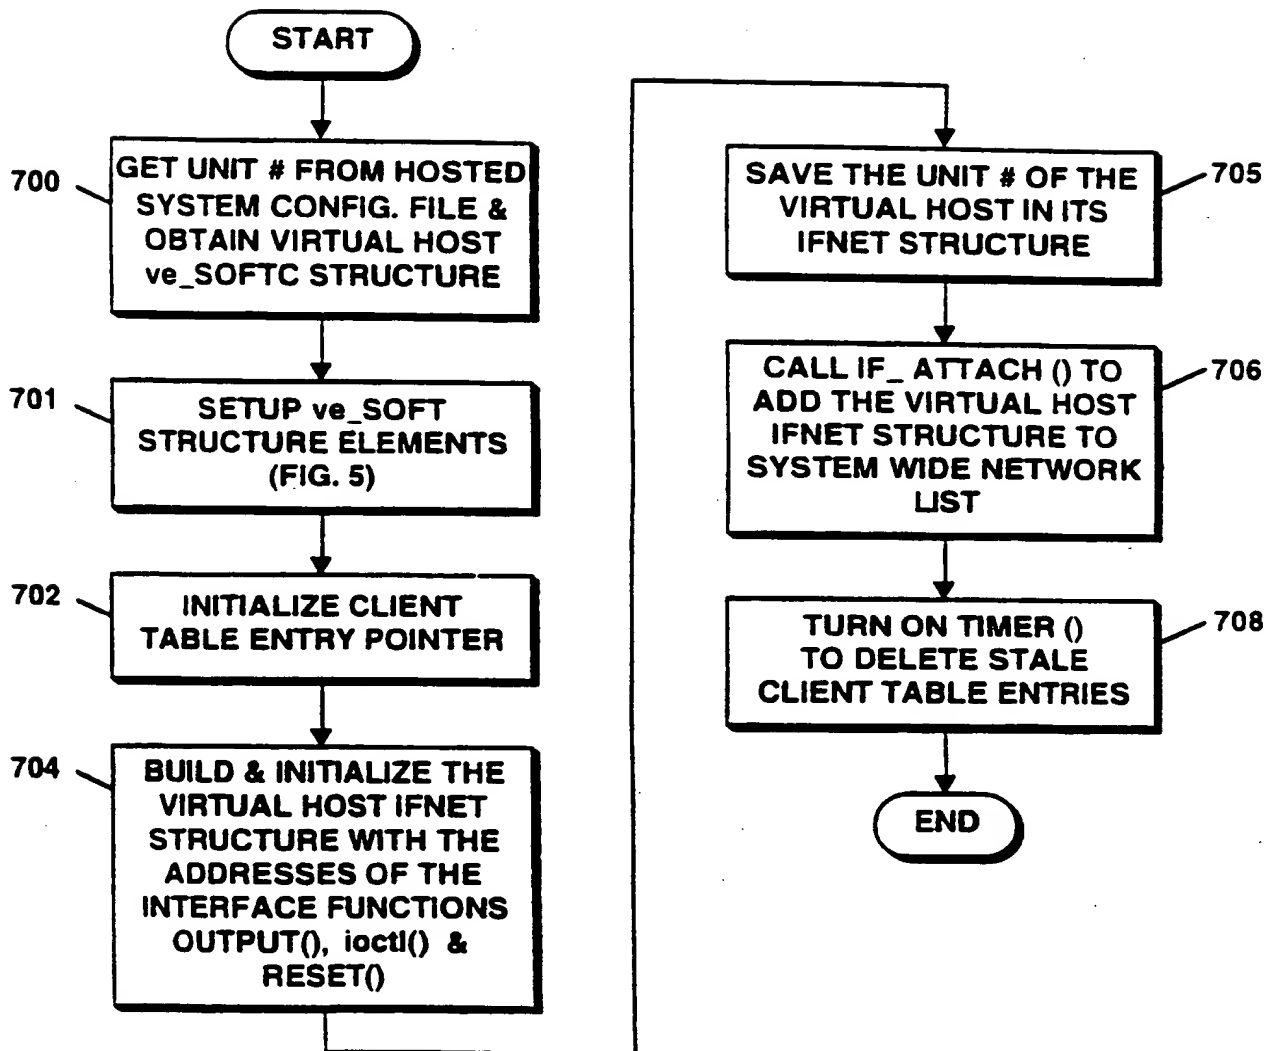 START
700
GET UNIT # FROM HOSTED
SYSTEM CONFIG. FILE &
OBTAIN VIRTUAL HOST
ve_SOFTC STRUCTURE
701
SETUP ve_SOFT
STRUCTURE ELEMENTS
(FIG. 5)
702
INITIALIZE CLIENT
TABLE ENTRY POINTER
704
BUILD & INITIALIZE THE
VIRTUAL HOST IFNET
STRUCTURE WITH THE
ADDRESSES OF THE
INTERFACE FUNCTIONS
OUTPUT(), ioctl() &
RESET()
705
SAVE THE UNIT # OF THE
VIRTUAL HOST IN ITS
IFNET STRUCTURE
706
CALL IF_ ATTACH () TO
ADD THE VIRTUAL HOST
IFNET STRUCTURE TO
SYSTEM WIDE NETWORK
LIST
708
TURN ON TIMER ()
TO DELETE STALE
CLIENT TABLE ENTRIES
END